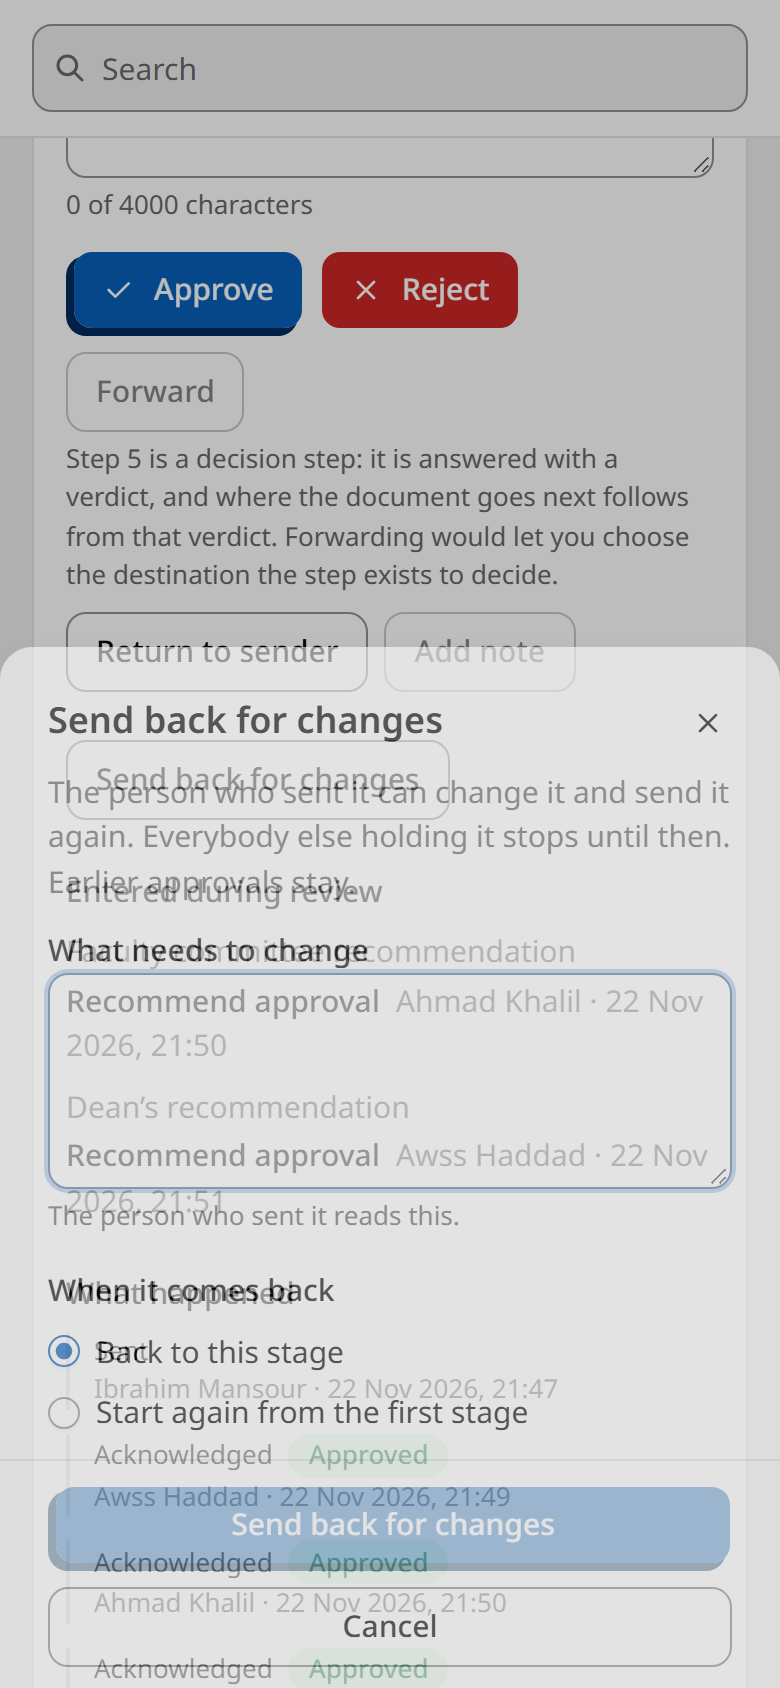 Search
0 of 4000 characters
Approve
Reject
Forward
Step 5 is a decision step: it is answered with a
verdict, and where the document goes next follows
from that verdict. Forwarding would let you choose
the destination the step exists to decide.
Return to sender
Add note
Send back for changes
Send back for changes
The person who sent it can change it and send it
again. Everybody else holding it stops until then.
Earlier approvals stay.
Entered during review
What needs to change
Faculty committee recommendation
Recommend approval Ahmad Khalil · 22 Nov
2026, 21:50
Dean’s recommendation
Recommend approval Awss Haddad · 22 Nov
2026, 21:51
The person who sent it reads this.
When it comes back
What happened
Sent
Back to this stage
Ibrahim Mansour · 22 Nov 2026, 21:47
Start again from the first stage
Acknowledged Approved
Awss Haddad · 22 Nov 2026, 21:49
Send back for changes
Acknowledged Approved
Ahmad Khalil · 22 Nov 2026, 21:50
Cancel
Acknowledged Approved